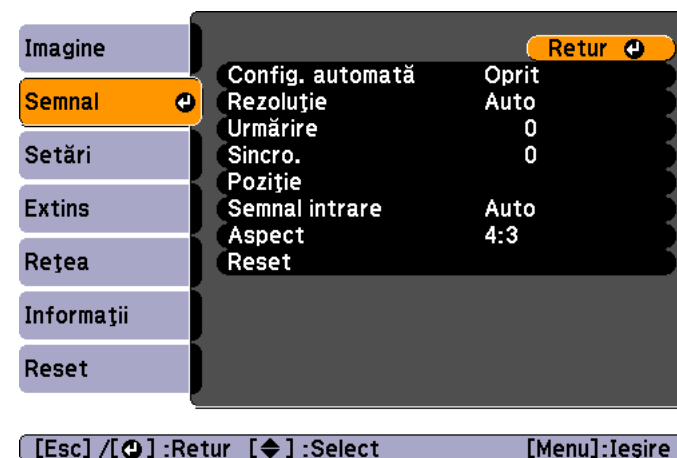 Imagine
Semnal
Setări
Extins
Reţea
Informaţii
Reset
Retur
Config. automată Oprit
Rezoluţie Auto
Urmărire 0
Sincro. 0
Poziţie
Semnal intrare Auto
Aspect 4:3
Reset
[Esc] /[ ] :Retur [ ] :Select [Menu]:Iesire